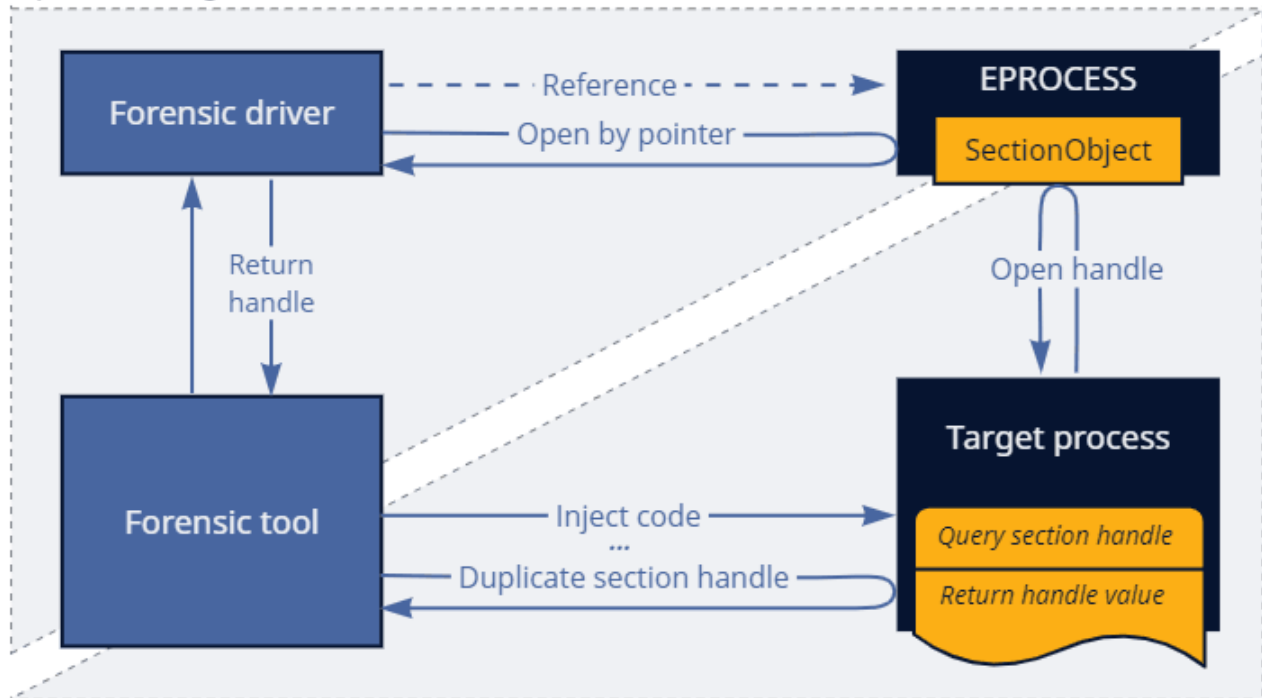 Forensic driver
Reference
Open by pointer
EPROCESS
SectionObject
Return
handle
Open handle
Forensic tool
Inject code
...
Duplicate section handle
Target process
Query section handle
Return handle value